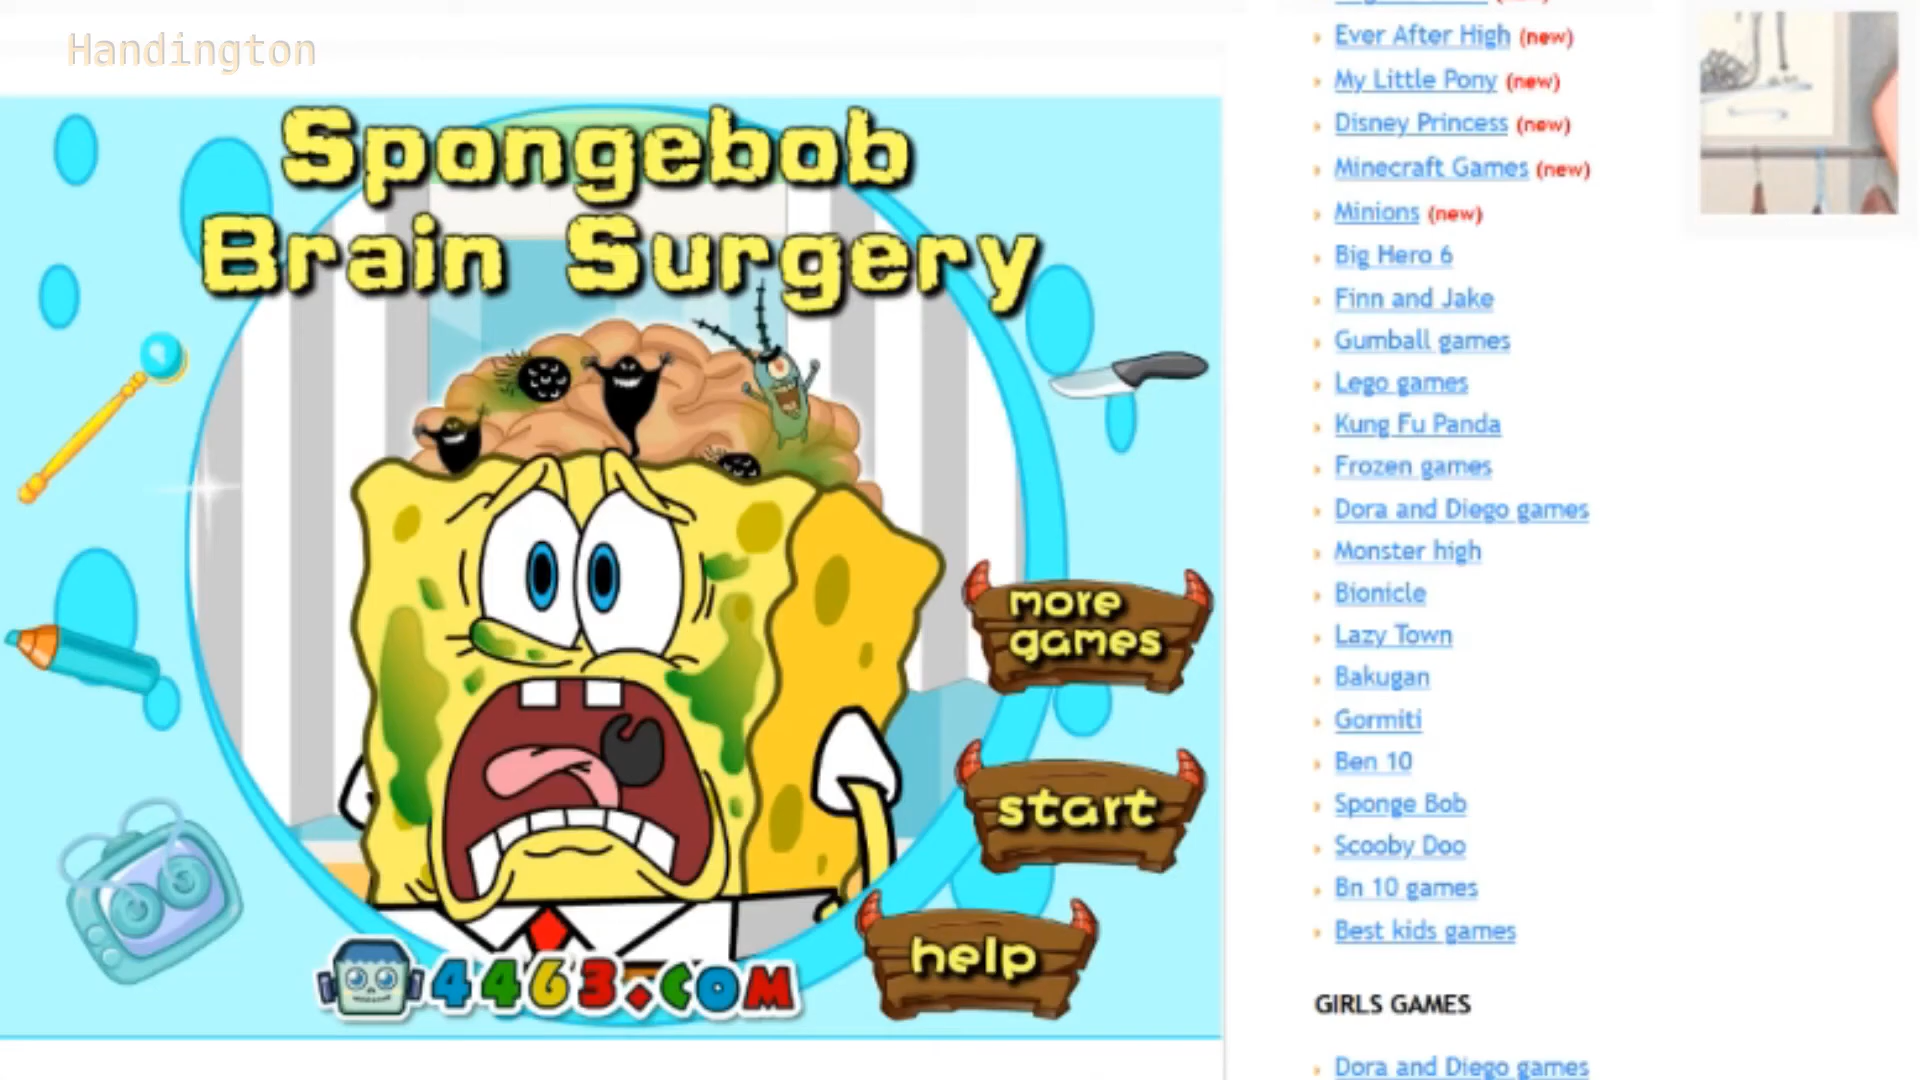 Handington
Spongebob
Brain Surgery
more
games
start
help
4463.COM
Ever After High (new)
My Little Pony (new)
Disney Princess (new)
Minecraft Games (new)
Minions (new)
Big Hero 6
Finn and Jake
Gumball games
Lego games
Kung Fu Panda
Frozen games
Dora and Diego games
Monster high
Bionicle
Lazy Town
Bakugan
Gormiti
Ben 10
Sponge Bob
Scooby Doo
Bn 10 games
Best kids games
GIRLS GAMES
Dora and Diego games